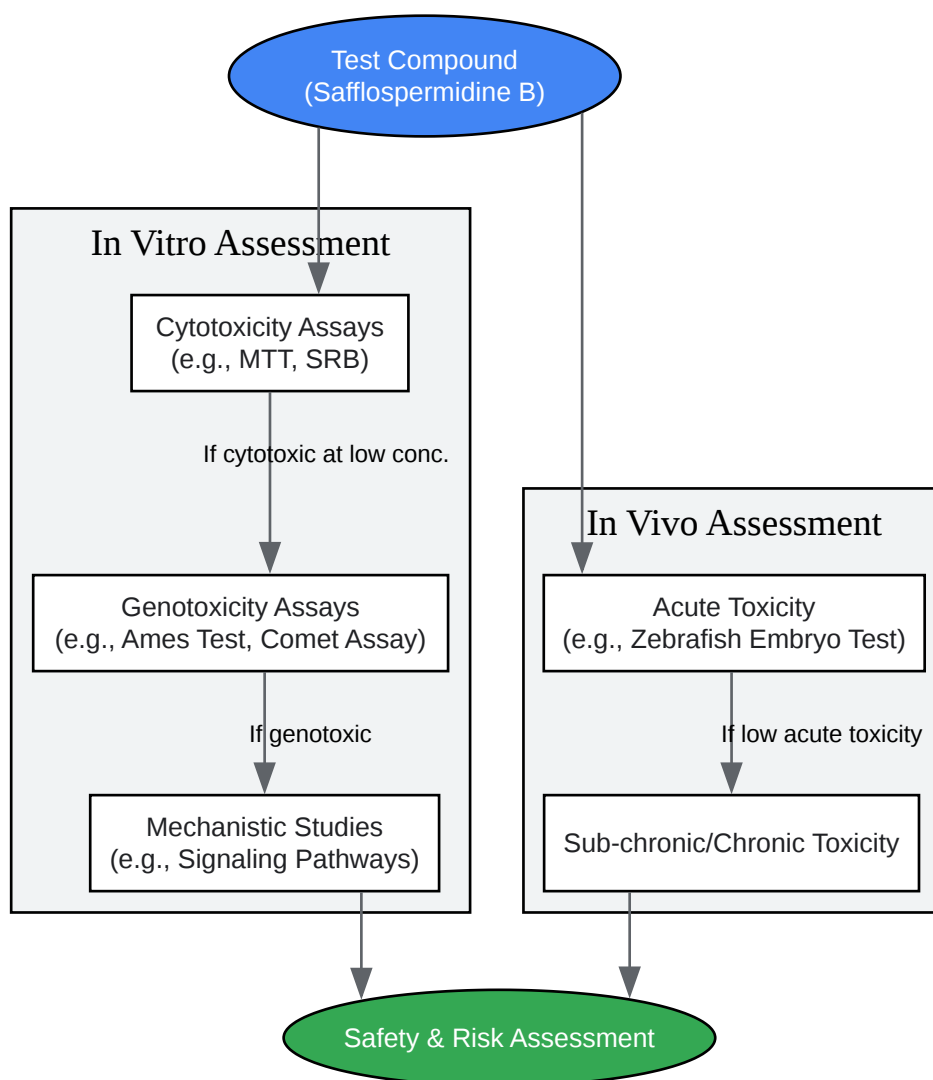 Test Compound
(Safflospermidine B)
In Vitro Assessment
Cytotoxicity Assays
(e.g., MTT, SRB)
If cytotoxic at low conc.
Genotoxicity Assays
(e.g., Ames Test, Comet Assay)
If genotoxic
Mechanistic Studies
(e.g., Signaling Pathways)
In Vivo Assessment
Acute Toxicity
(e.g., Zebrafish Embryo Test)
If low acute toxicity
Sub-chronic/Chronic Toxicity
Safety & Risk Assessment